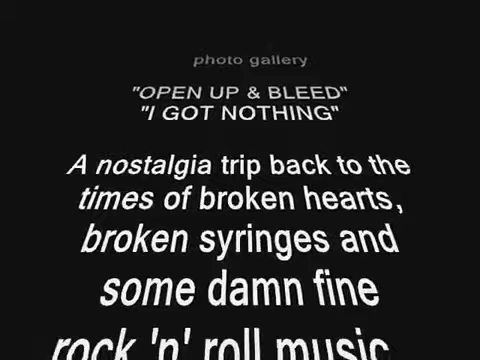 photo gallery
"OPEN UP & BLEED"
"I GOT NOTHING"
A nostalgia trip back to the
times of broken hearts,
broken syringes and
some damn fine
rock 'n' roll music